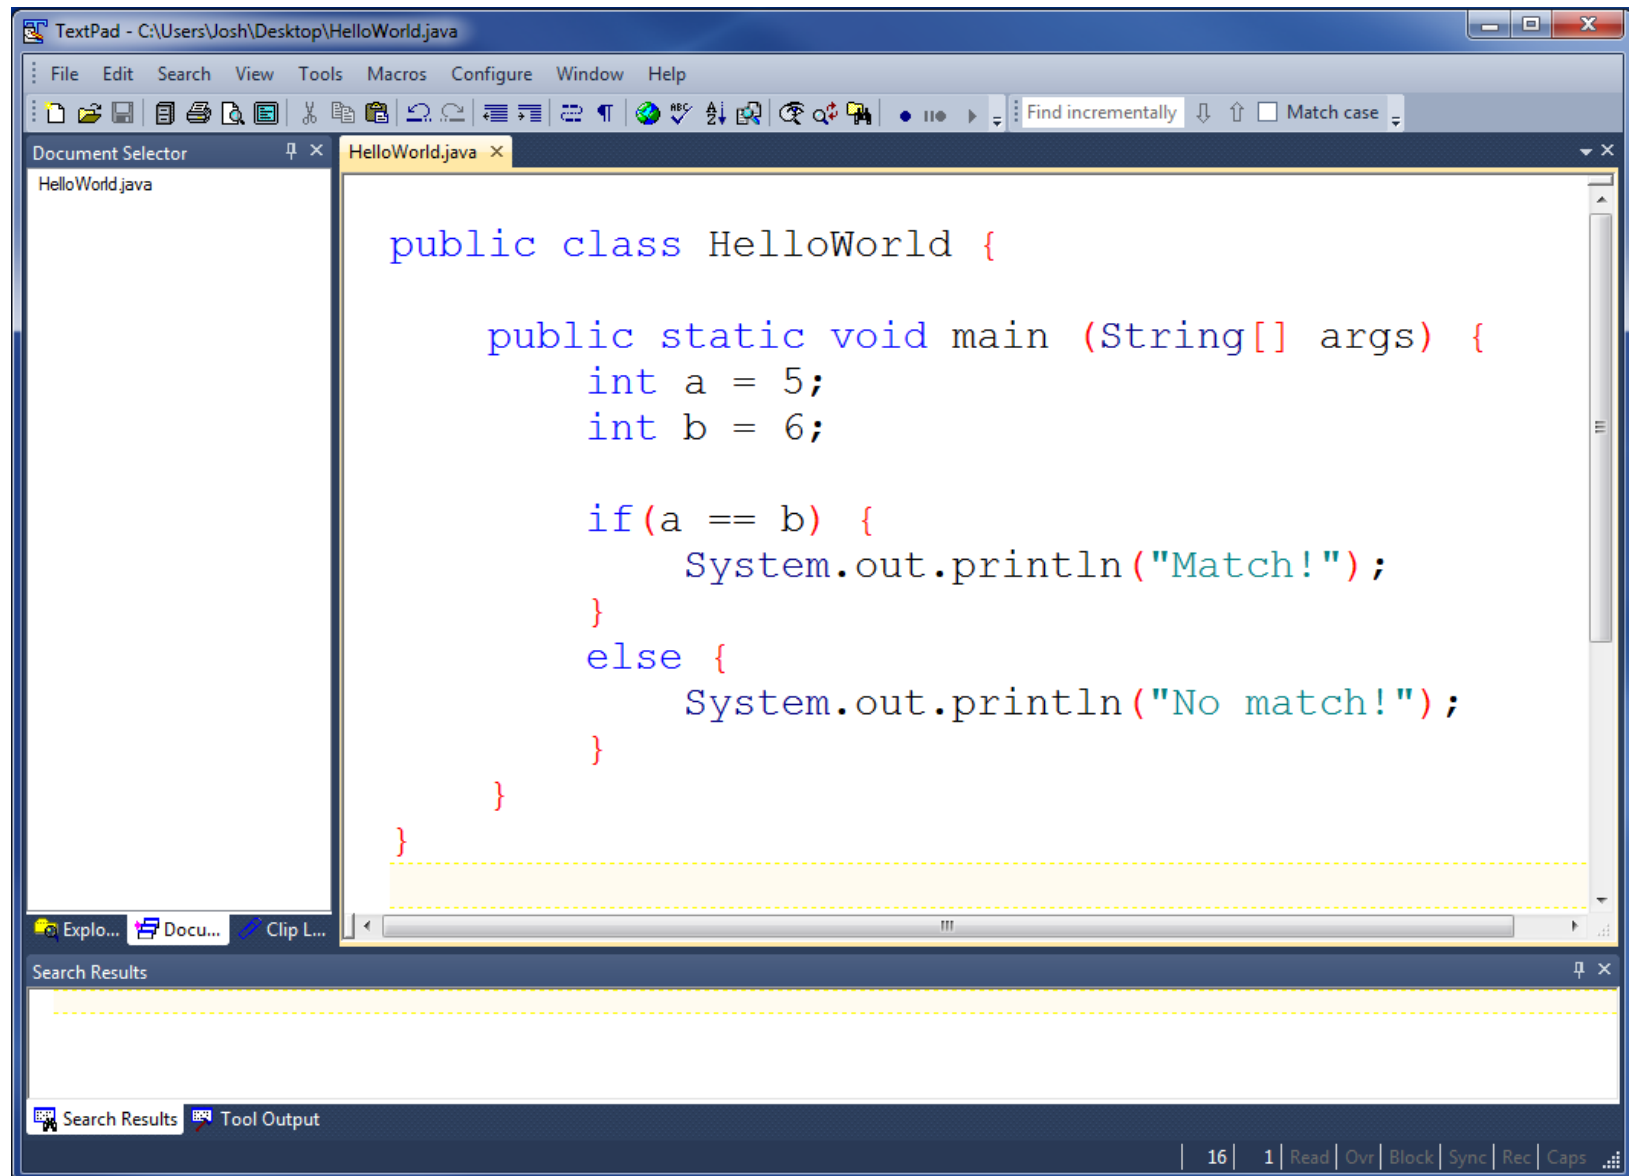 TextPad - C:\Users\Josh\Desktop\HelloWorld.java
File Edit Search View Tools Macros Configure Window Help
Find incrementally Match case
Document Selector
HelloWorld.java
HelloWorld.java
public class HelloWorld {
public static void main (String[] args) {
int a = 5;
int b = 6;
if(a == b) {
System.out.println("Match!");
}
else {
System.out.println("No match!");
}
}
}
Explo... Docu... Clip L...
Search Results
Search Results Tool Output
16 1 Read Ovr Block Sync Rec Caps